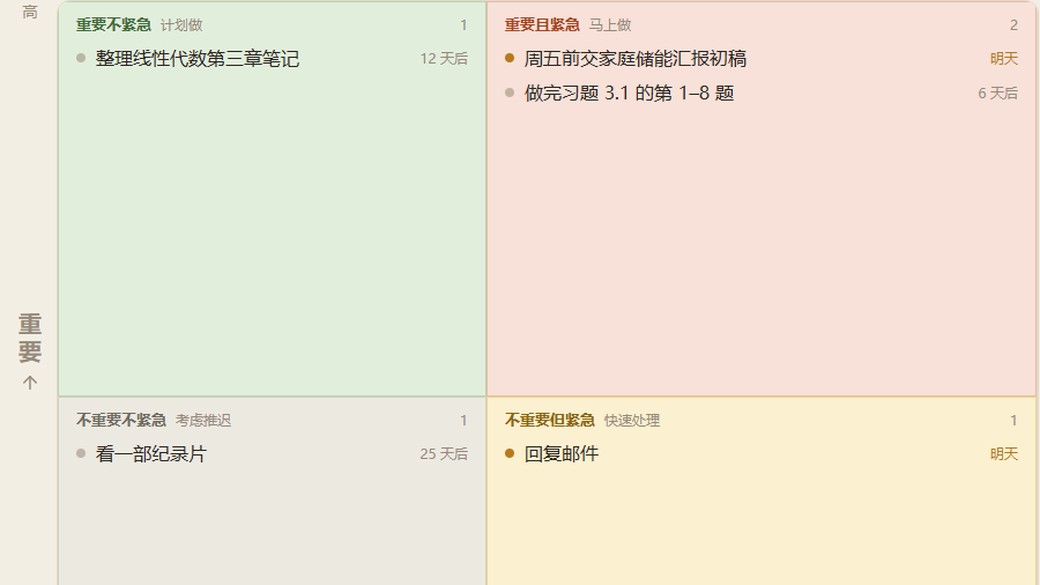 高
重要不紧急 计划做 1
整理线性代数第三章笔记 12 天后
重要且紧急 马上做 2
周五前交家庭储能汇报初稿 明天
做完习题 3.1 的第 1–8 题 6 天后
重要
↑
不重要不紧急 考虑推迟 1
看一部纪录片 25 天后
不重要但紧急 快速处理 1
回复邮件 明天